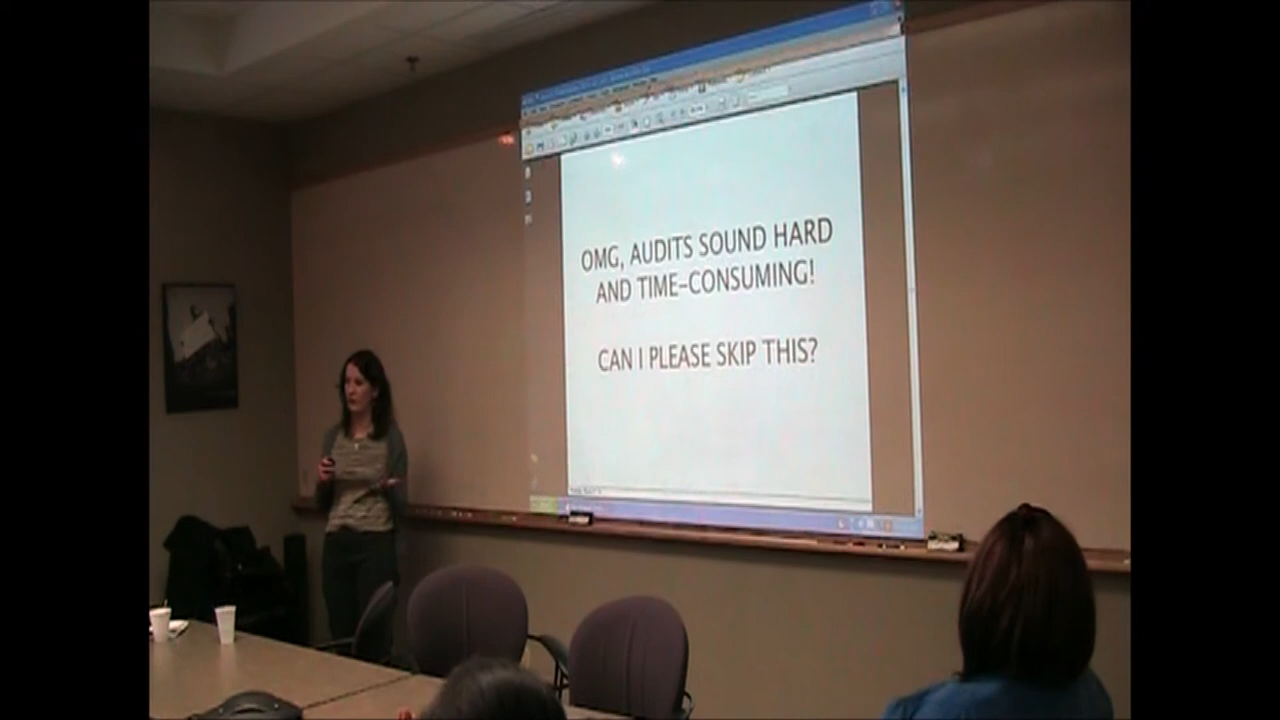 OMG, AUDITS SOUND HARD
AND TIME-CONSUMING!
CAN I PLEASE SKIP THIS?